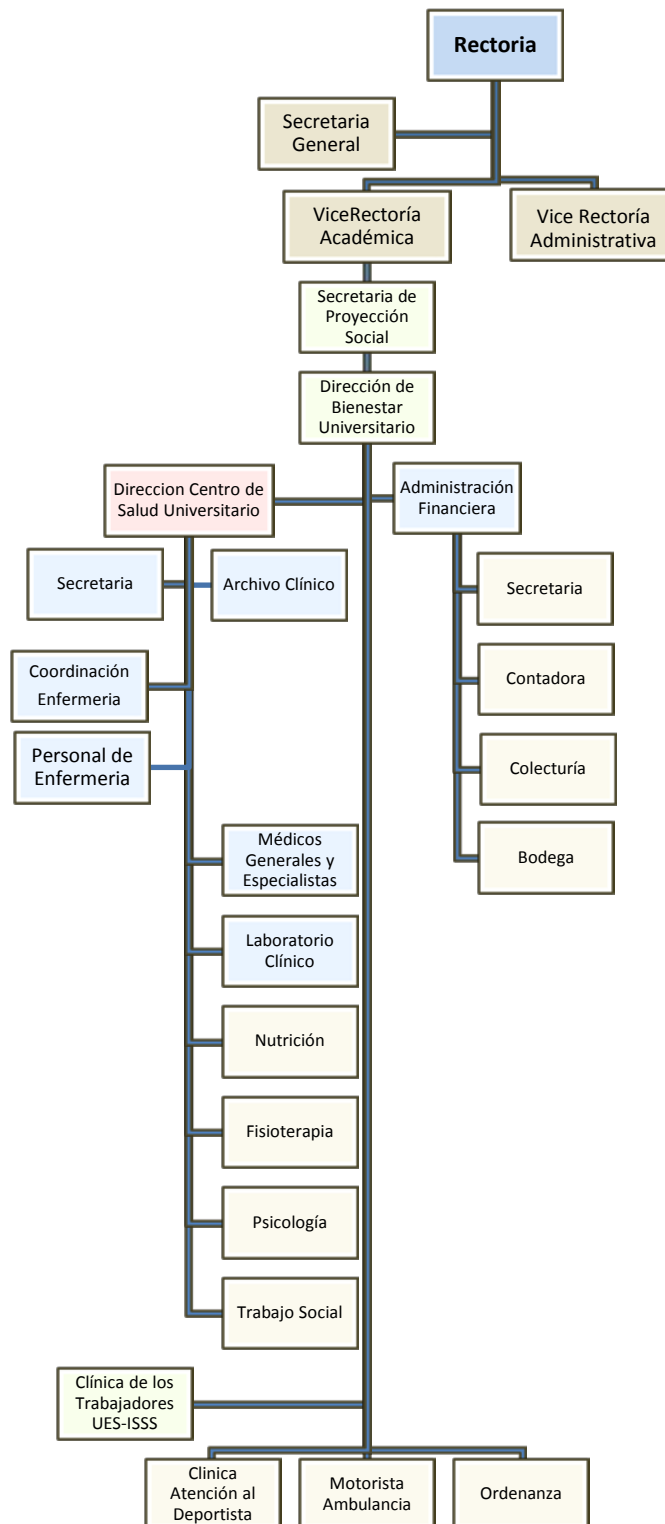 Rectoria
Secretaria
General
ViceRectoría
Académica
Vice Rectoría
Administrativa
Secretaria de
Proyección
Social
Dirección de
Bienestar
Universitario
Direccion Centro de
Salud Universitario
Administración
Financiera
Secretaria
Archivo Clínico
Secretaria
Coordinación
Enfermeria
Contadora
Personal de
Enfermeria
Colecturía
Médicos
Generales y
Especialistas
Bodega
Laboratorio
Clínico
Nutrición
Fisioterapia
Psicología
Trabajo Social
Clínica de los
Trabajadores
UES-ISSS
Clinica
Atención al
Deportista
Motorista
Ambulancia
Ordenanza